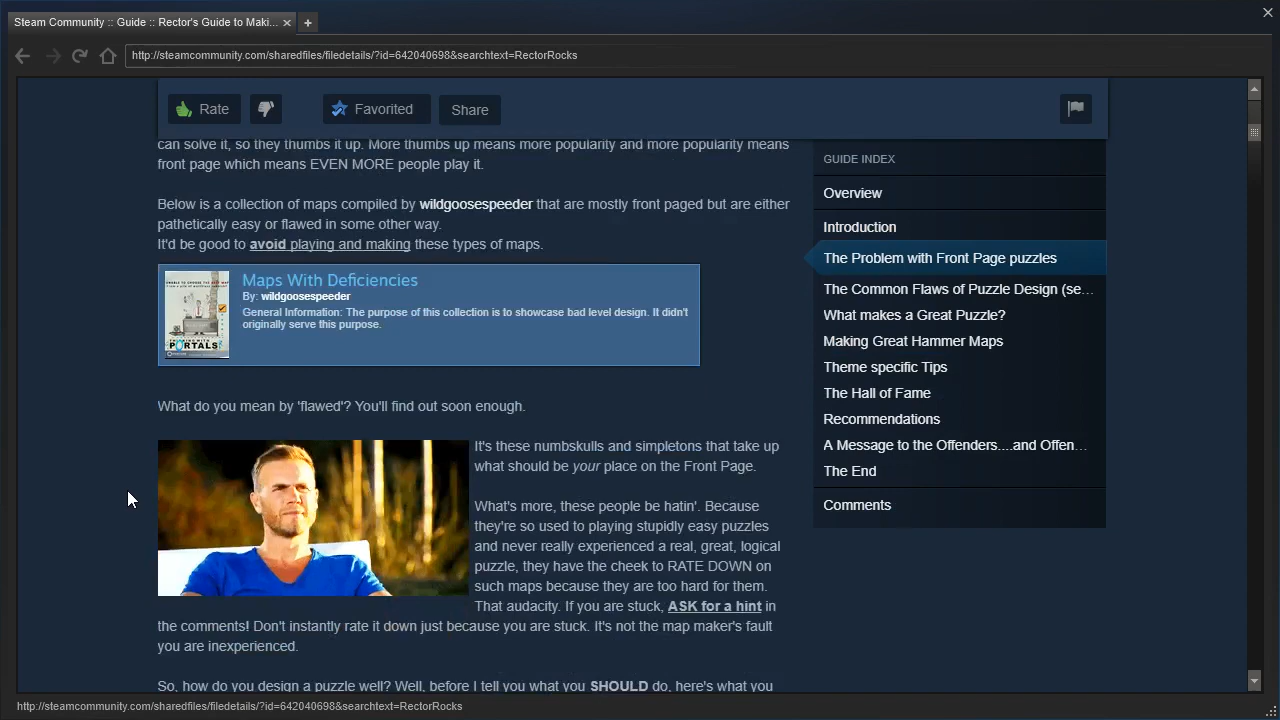 Steam Community :: Guide :: Rector's Guide to Maki...
http://steamcommunity.com/sharedfiles/filedetails/?id=642040698&searchtext=RectorRocks
Rate
Favorited
Share
can solve it, so they thumbs it up. More thumbs up means more popularity and more popularity means
front page which means EVEN MORE people play it.
Below is a collection of maps compiled by wildgoosespeeder that are mostly front paged but are either
pathetically easy or flawed in some other way.
It'd be good to avoid playing and making these types of maps.
PORTALS
Maps With Deficiencies
By: wildgoosespeeder
General Information: The purpose of this collection is to showcase bad level design. It didn't
originally serve this purpose.
What do you mean by 'flawed'? You'll find out soon enough.
It's these numbskulls and simpletons that take up
what should be your place on the Front Page.
What's more, these people be hatin'. Because
they're so used to playing stupidly easy puzzles
and never really experienced a real, great, logical
puzzle, they have the cheek to RATE DOWN on
such maps because they are too hard for them.
That audacity. If you are stuck, ASK for a hint in
the comments! Don't instantly rate it down just because you are stuck. It's not the map maker's fault
you are inexperienced.
So, how do you design a puzzle well? Well, before I tell you what you SHOULD do, here's what you
GUIDE INDEX
Overview
Introduction
The Problem with Front Page puzzles
The Common Flaws of Puzzle Design (se...
What makes a Great Puzzle?
Making Great Hammer Maps
Theme specific Tips
The Hall of Fame
Recommendations
A Message to the Offenders....and Offen...
The End
Comments
http://steamcommunity.com/sharedfiles/filedetails/?id=642040698&searchtext=RectorRocks